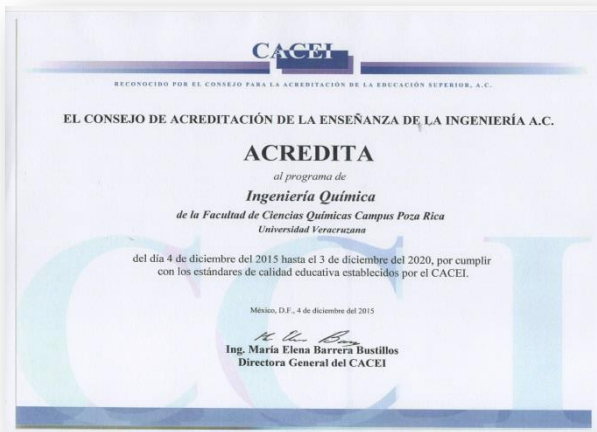 CACEI
RECONOCIDO POR EL CONSEJO PARA LA ACREDITACIÓN DE LA EDUCACIÓN SUPERIOR, A.C.
EL CONSEJO DE ACREDITACIÓN DE LA ENSEÑANZA DE LA INGENIERÍA A.C.
ACREDITA
al programa de
Ingeniería Química
de la Facultad de Ciencias Químicas Campus Poza Rica
Universidad Veracruzana
del día 4 de diciembre del 2015 hasta el 3 de diciembre del 2020, por cumplir
con los estándares de calidad educativa establecidos por el CACEI.
México, D.F., 4 de diciembre del 2015
Ing. María Elena Barrera Bustillos
Directora General del CACEI